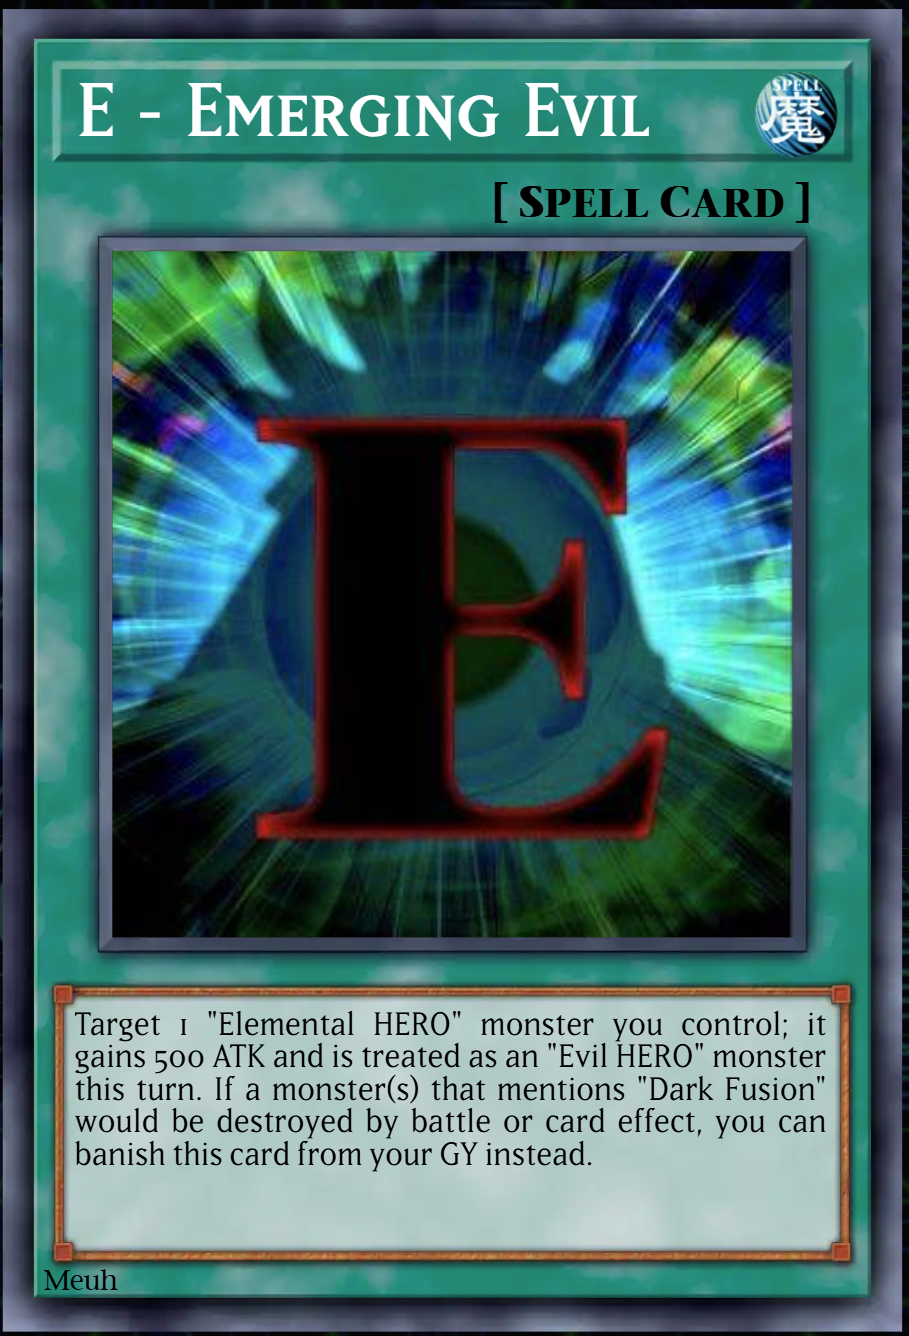 E - Emerging Evil
SPELL
魔
[ Spell Card ]
E
Target 1 "Elemental HERO" monster you control; it
gains 500 ATK and is treated as an "Evil HERO" monster
this turn. If a monster(s) that mentions "Dark Fusion"
would be destroyed by battle or card effect, you can
banish this card from your GY instead.
Meuh